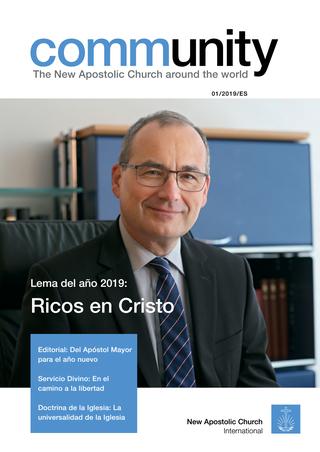 community
The New Apostolic Church around the world
01/2019/ES
Lema del año 2019:
Ricos en Cristo
Editorial: Del Apóstol Mayor
para el año nuevo
Servicio Divino: En el
camino a la libertad
Doctrina de la Iglesia: La
universalidad de la Iglesia
New Apostolic Church
International